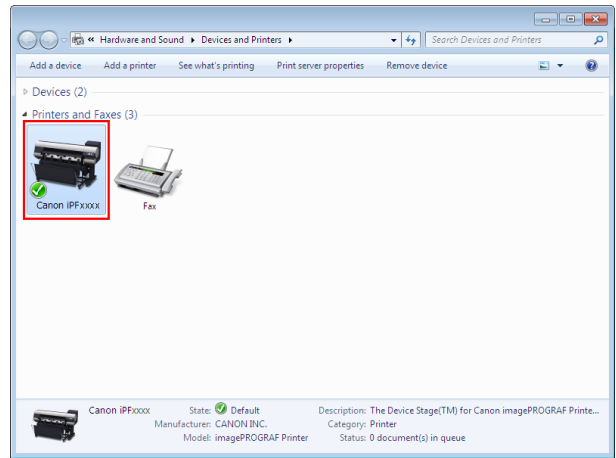 « Hardware and Sound ▸ Devices and Printers ▸ Search Devices and Printers
Add a device Add a printer See what's printing Print server properties Remove device
Devices (2)
Printers and Faxes (3)
Canon iPFxxxx Fax
Canon iPFxxxx State: Default Description: The Device Stage(TM) for Canon imagePROGRAF Printe...
Manufacturer: CANON INC. Category: Printer
Model: imagePROGRAF Printer Status: 0 document(s) in queue